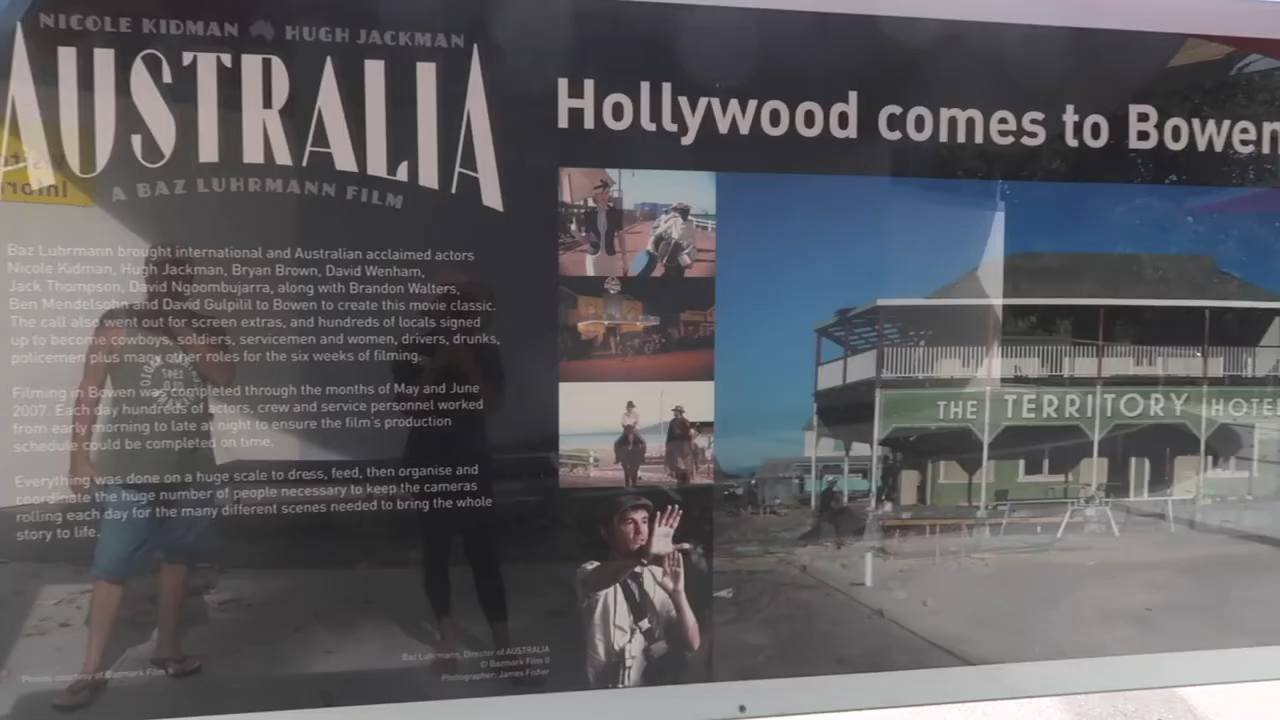 NICOLE KIDMAN HUGH JACKMAN
AUSTRALIA
A BAZ LUHRMANN FILM
Hollywood comes to Bowen
Baz Luhrmann brought international and Australian acclaimed actors
Nicole Kidman, Hugh Jackman, Bryan Brown, David Wenham,
Jack Thompson, David Ngoombujarra, along with Brandon Walters,
Ben Mendelsohn and David Gulpilil to Bowen to create this movie classic.
The call also went out for screen extras, and hundreds of locals signed
up to become cowboys, soldiers, servicemen and women, drivers, drunks,
policemen plus many other roles for the six weeks of filming.
Filming in Bowen was completed through the months of May and June
2007. Each day hundreds of actors, crew and service personnel worked
from early morning to late at night to ensure the film's production
schedule could be completed on time.
Everything was done on a huge scale to dress, feed, then organise and
coordinate the huge number of people necessary to keep the cameras
rolling each day for the many different scenes needed to bring the whole
story to life.
THE TERRITORY HOTEL
Baz Luhrmann, Director of AUSTRALIA
© Bazmark Film II
Photographer: James Fisher
Photos courtesy of Bazmark Film